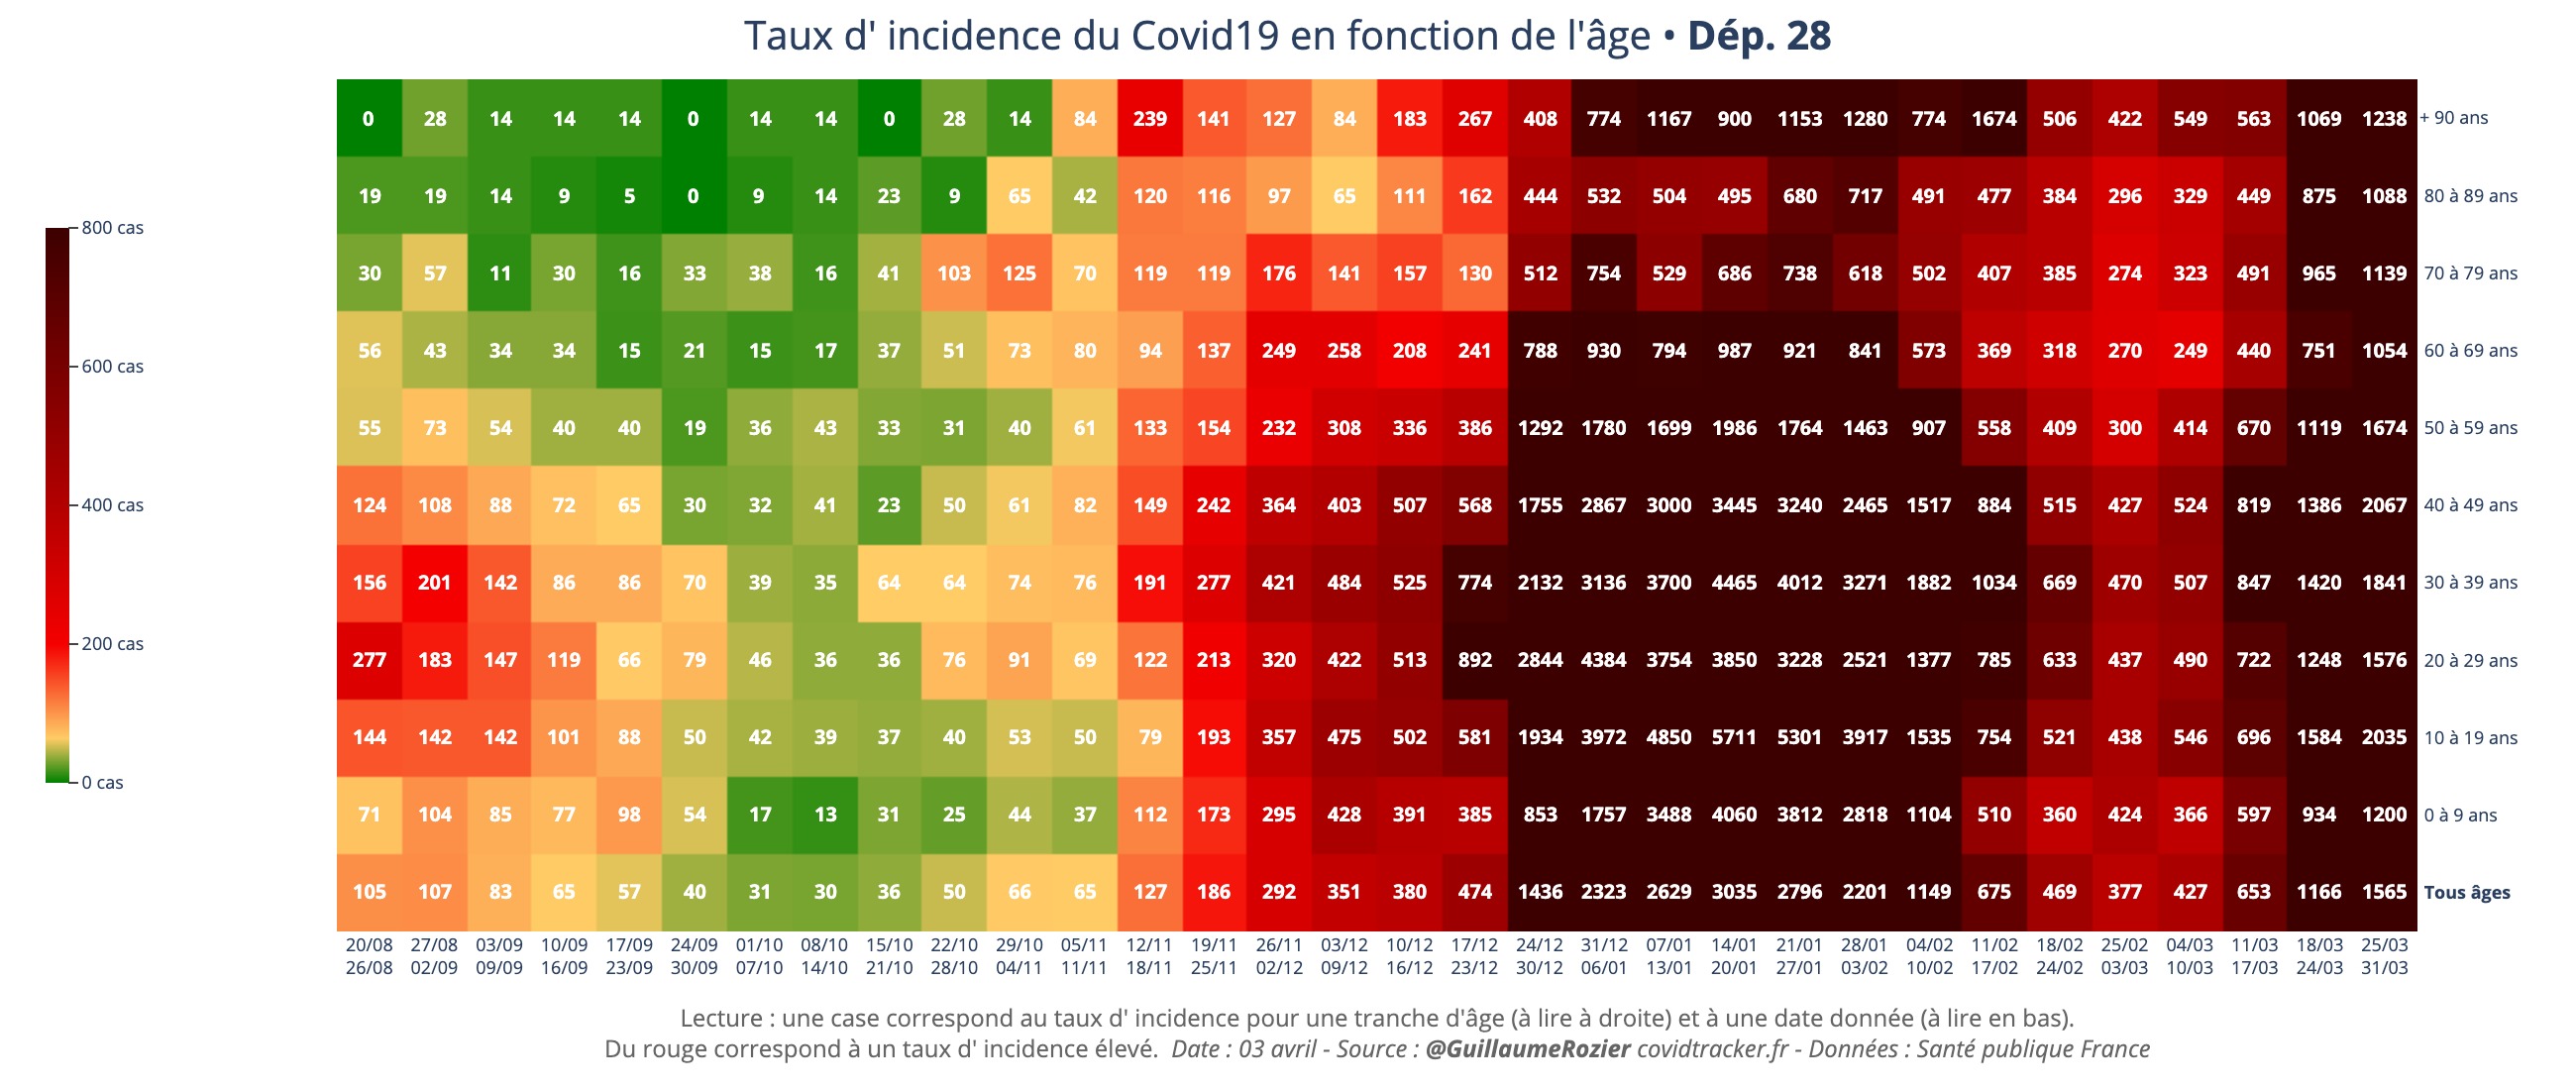 Taux d' incidence du Covid19 en fonction de l'âge • Dép. 28
0 28 14 14 14 0 14 14 0 28 14 84 239 141 127 84 183 267 408 774 1167 900 1153 1280 774 1674 506 422 549 563 1069 1238 + 90 ans
19 19 14 9 5 0 9 14 23 9 65 42 120 116 97 65 111 162 444 532 504 495 680 717 491 477 384 296 329 449 875 1088 80 à 89 ans
800 cas
30 57 11 30 16 33 38 16 41 103 125 70 119 119 176 141 157 130 512 754 529 686 738 618 502 407 385 274 323 491 965 1139 70 à 79 ans
56 43 34 34 15 21 15 17 37 51 73 80 94 137 249 258 208 241 788 930 794 987 921 841 573 369 318 270 249 440 751 1054 60 à 69 ans
600 cas
55 73 54 40 40 19 36 43 33 31 40 61 133 154 232 308 336 386 1292 1780 1699 1986 1764 1463 907 558 409 300 414 670 1119 1674 50 à 59 ans
400 cas
124 108 88 72 65 30 32 41 23 50 61 82 149 242 364 403 507 568 1755 2867 3000 3445 3240 2465 1517 884 515 427 524 819 1386 2067 40 à 49 ans
156 201 142 86 86 70 39 35 64 64 74 76 191 277 421 484 525 774 2132 3136 3700 4465 4012 3271 1882 1034 669 470 507 847 1420 1841 30 à 39 ans
200 cas
277 183 147 119 66 79 46 36 36 76 91 69 122 213 320 422 513 892 2844 4384 3754 3850 3228 2521 1377 785 633 437 490 722 1248 1576 20 à 29 ans
144 142 142 101 88 50 42 39 37 40 53 50 79 193 357 475 502 581 1934 3972 4850 5711 5301 3917 1535 754 521 438 546 696 1584 2035 10 à 19 ans
0 cas
71 104 85 77 98 54 17 13 31 25 44 37 112 173 295 428 391 385 853 1757 3488 4060 3812 2818 1104 510 360 424 366 597 934 1200 0 à 9 ans
105 107 83 65 57 40 31 30 36 50 66 65 127 186 292 351 380 474 1436 2323 2629 3035 2796 2201 1149 675 469 377 427 653 1166 1565 Tous âges
20/08 27/08 03/09 10/09 17/09 24/09 01/10 08/10 15/10 22/10 29/10 05/11 12/11 19/11 26/11 03/12 10/12 17/12 24/12 31/12 07/01 14/01 21/01 28/01 04/02 11/02 18/02 25/02 04/03 11/03 18/03 25/03
26/08 02/09 09/09 16/09 23/09 30/09 07/10 14/10 21/10 28/10 04/11 11/11 18/11 25/11 02/12 09/12 16/12 23/12 30/12 06/01 13/01 20/01 27/01 03/02 10/02 17/02 24/02 03/03 10/03 17/03 24/03 31/03
Lecture : une case correspond au taux d' incidence pour une tranche d'âge (à lire à droite) et à une date donnée (à lire en bas).
Du rouge correspond à un taux d' incidence élevé. Date : 03 avril - Source : @GuillaumeRozier covidtracker.fr - Données : Santé publique France